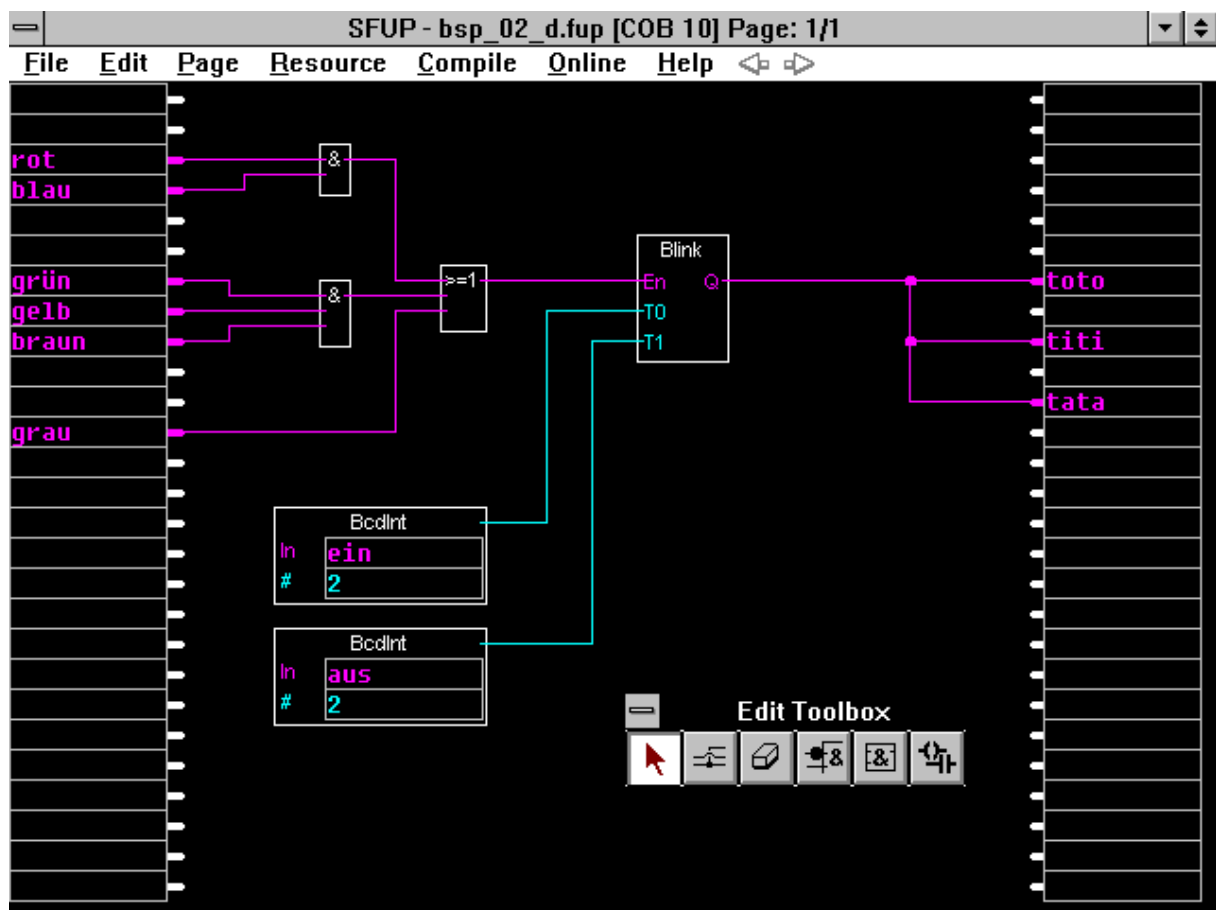 SFUP - bsp_02_d.fup [COB 10] Page: 1/1
File Edit Page Resource Compile Online Help
rot
blau
grün
gelb
braun
grau
&
&
>=1
Blink
En Q
T0
T1
toto
titi
tata
BcdInt
In ein
# 2
BcdInt
In aus
# 2
Edit Toolbox
& &